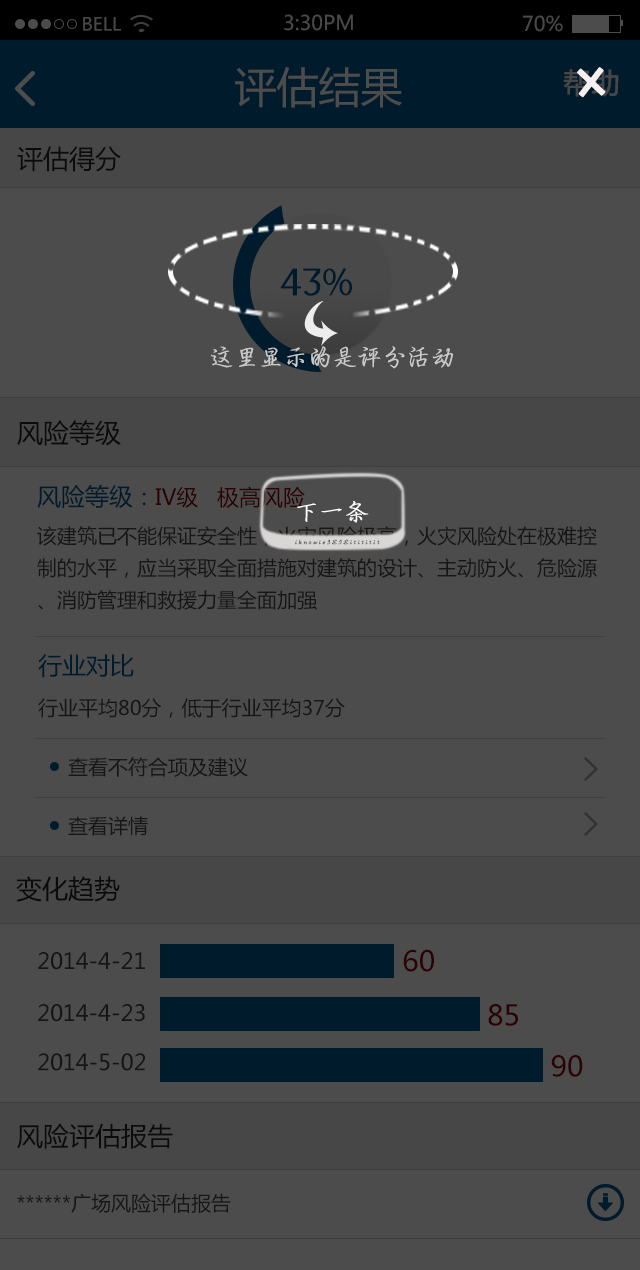 BELL 3:30PM 70%
评估结果 帮助
评估得分
43%
这里显示的是评分活动
风险等级
风险等级：IV级 极高风险
下一条
该建筑已不能保证安全性，火灾风险极高，火灾风险处在极难控
制的水平，应当采取全面措施对建筑的设计、主动防火、危险源
、消防管理和救援力量全面加强
行业对比
行业平均80分，低于行业平均37分
查看不符合项及建议
查看详情
变化趋势
2014-4-21 60
2014-4-23 85
2014-5-02 90
风险评估报告
******广场风险评估报告